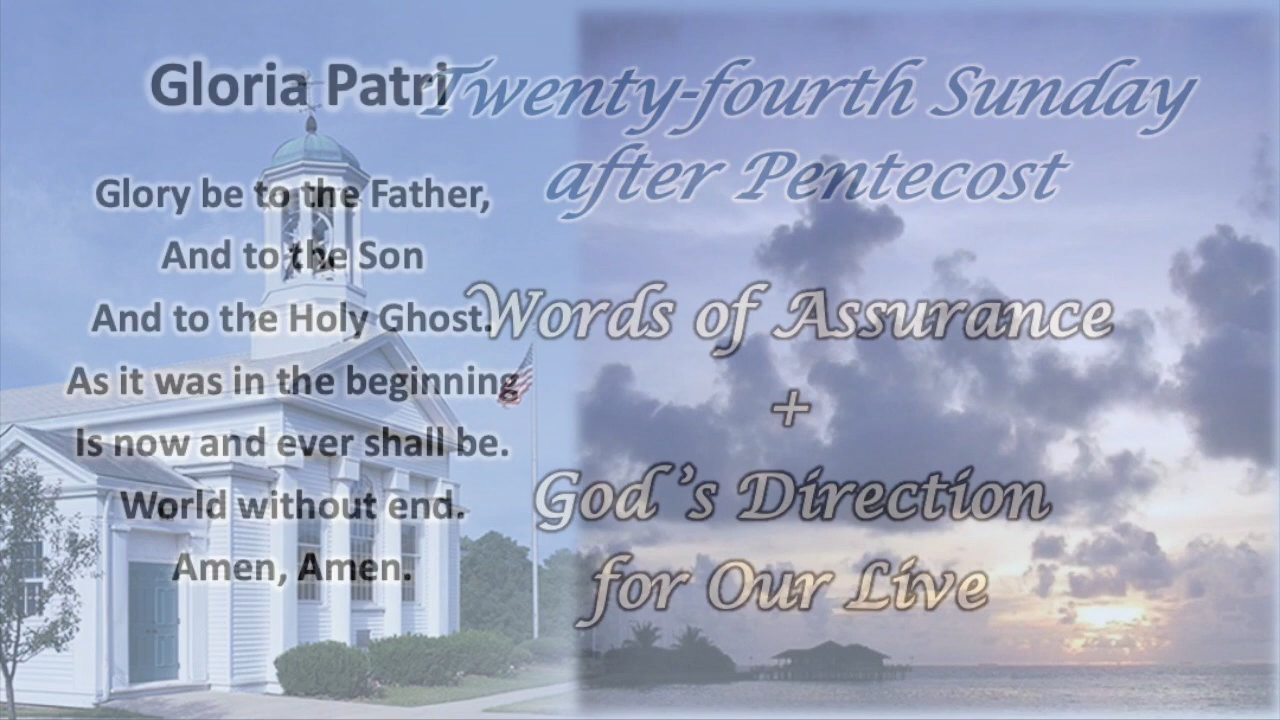 Gloria Patri
Glory be to the Father,
And to the Son
And to the Holy Ghost.
As it was in the beginning
Is now and ever shall be.
World without end.
Amen, Amen.
Twenty-fourth Sunday
after Pentecost
Words of Assurance
+
God's Direction
for Our Live